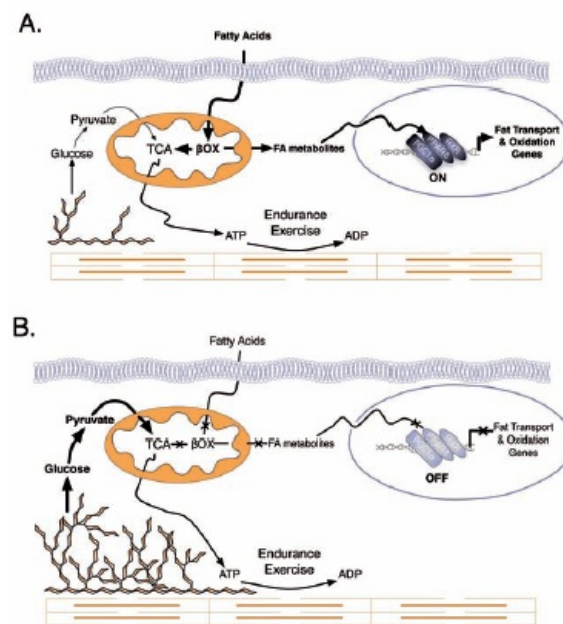 A.
Fatty Acids
Pyruvate
Glucose
TCA
βOX
FA metabolites
Fat Transport
& Oxidation
Genes
ON
ATP
Endurance
Exercise
ADP
B.
Fatty Acids
Pyruvate
Glucose
TCA
βOX
FA metabolites
Fat Transport
& Oxidation
Genes
OFF
ATP
Endurance
Exercise
ADP